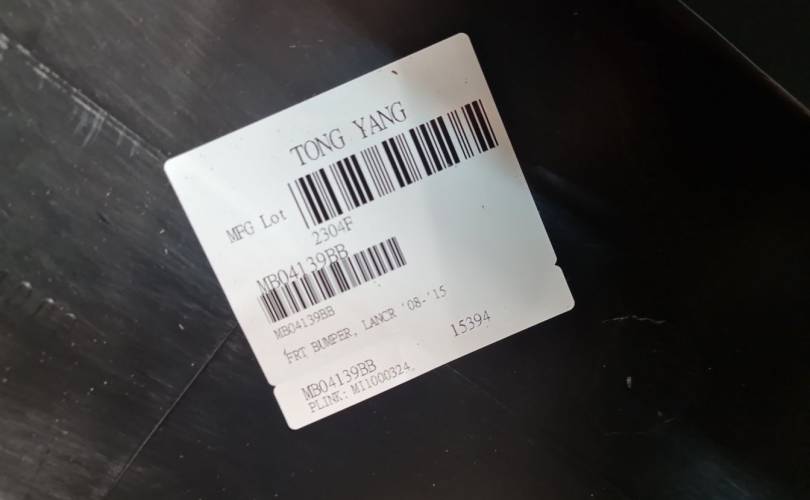 TONG YANG
MFG Lot
2304F
MB04139BB
MB04139BB
FRT BUMPER, LANCR '08-'15
15394
MB04139BB
PLINK: MI1000324